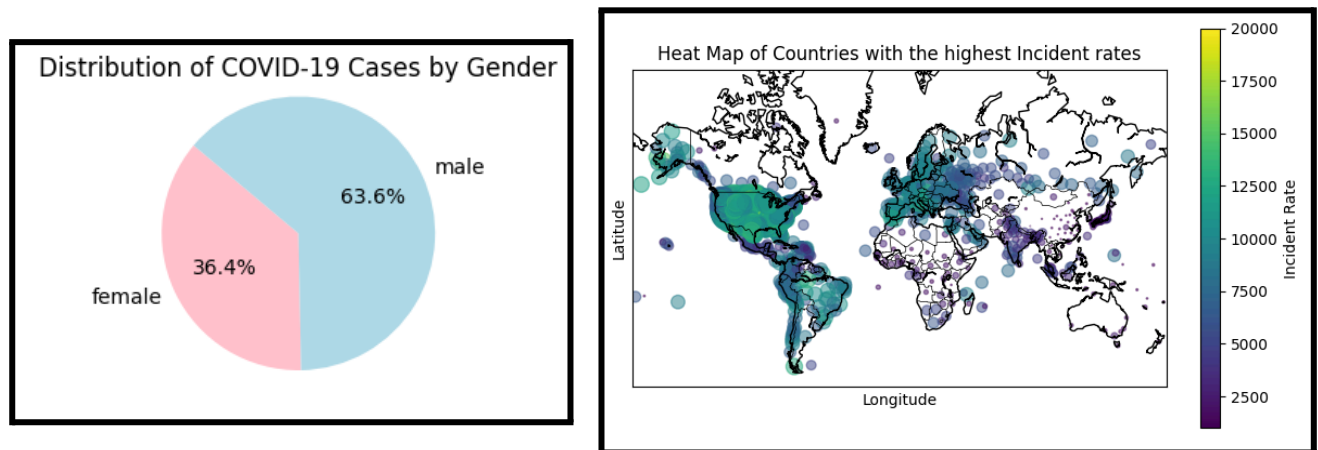 Distribution of COVID-19 Cases by Gender
male
63.6%
36.4%
female
Heat Map of Countries with the highest Incident rates
Latitude
Longitude
20000
17500
15000
12500
10000
7500
5000
2500
Incident Rate